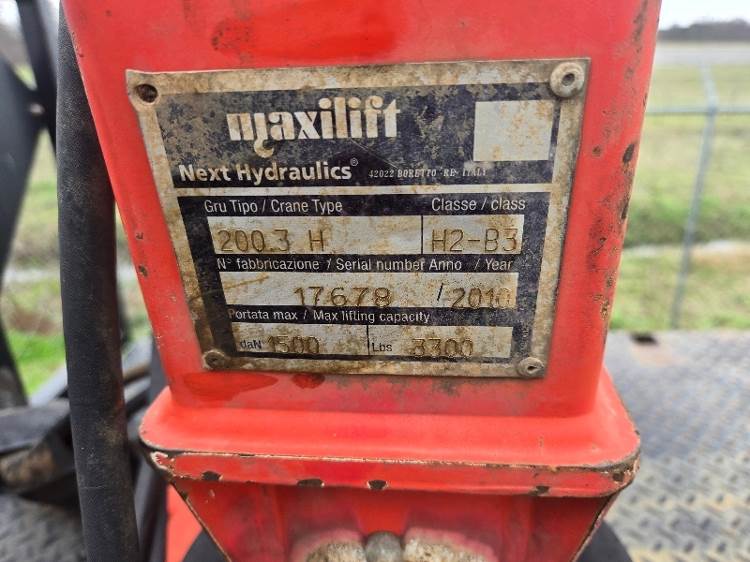 maxilift
Next Hydraulics® 42022 BORETTO -RE- ITALI
Gru Tipo / Crane Type Classe / class
200.3 H H2-B3
N° fabbricazione / Serial number Anno / Year
17678 /2010
Portata max / Max lifting capacity
daN 1500 Lbs 3300